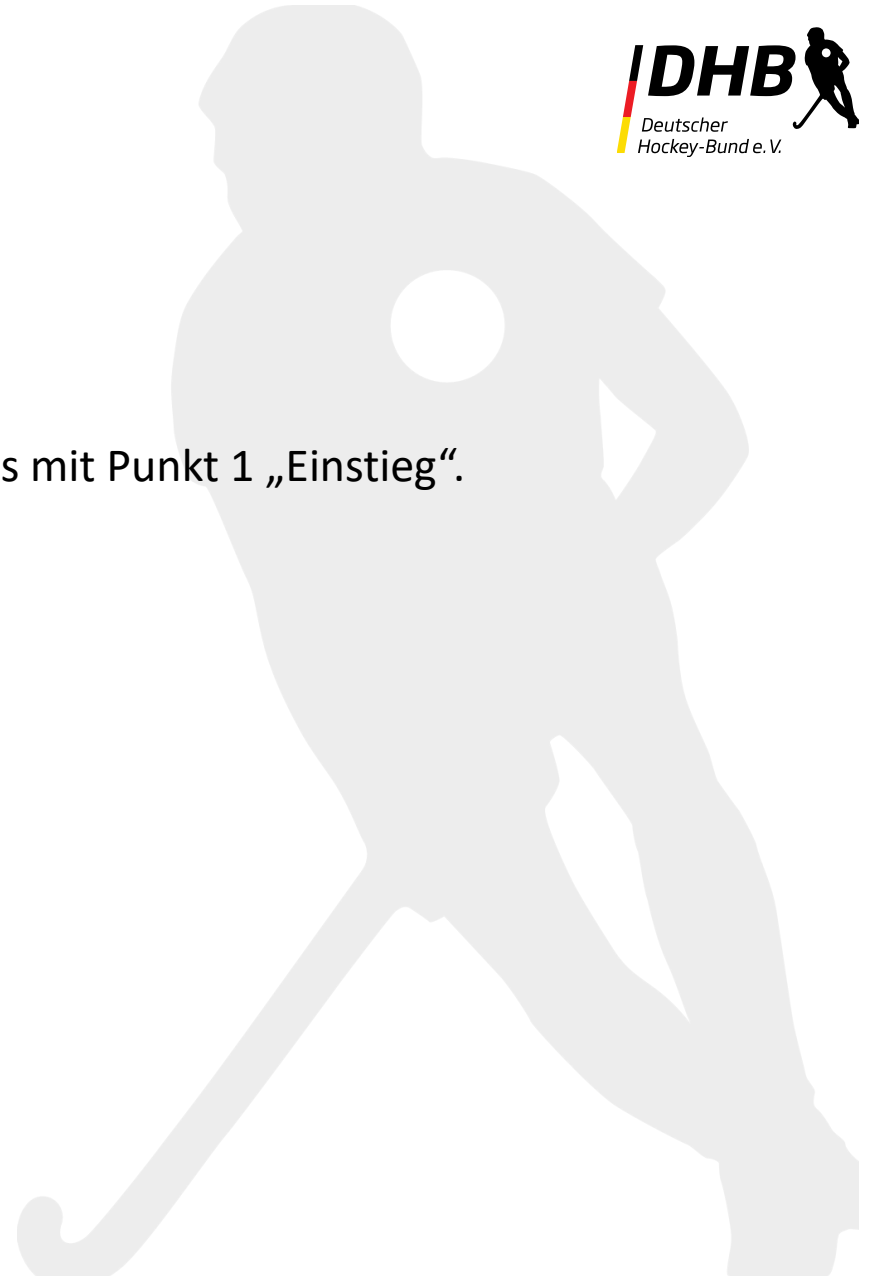 DHB
Deutscher
Hockey-Bund e. V.
s mit Punkt 1 „Einstieg“.